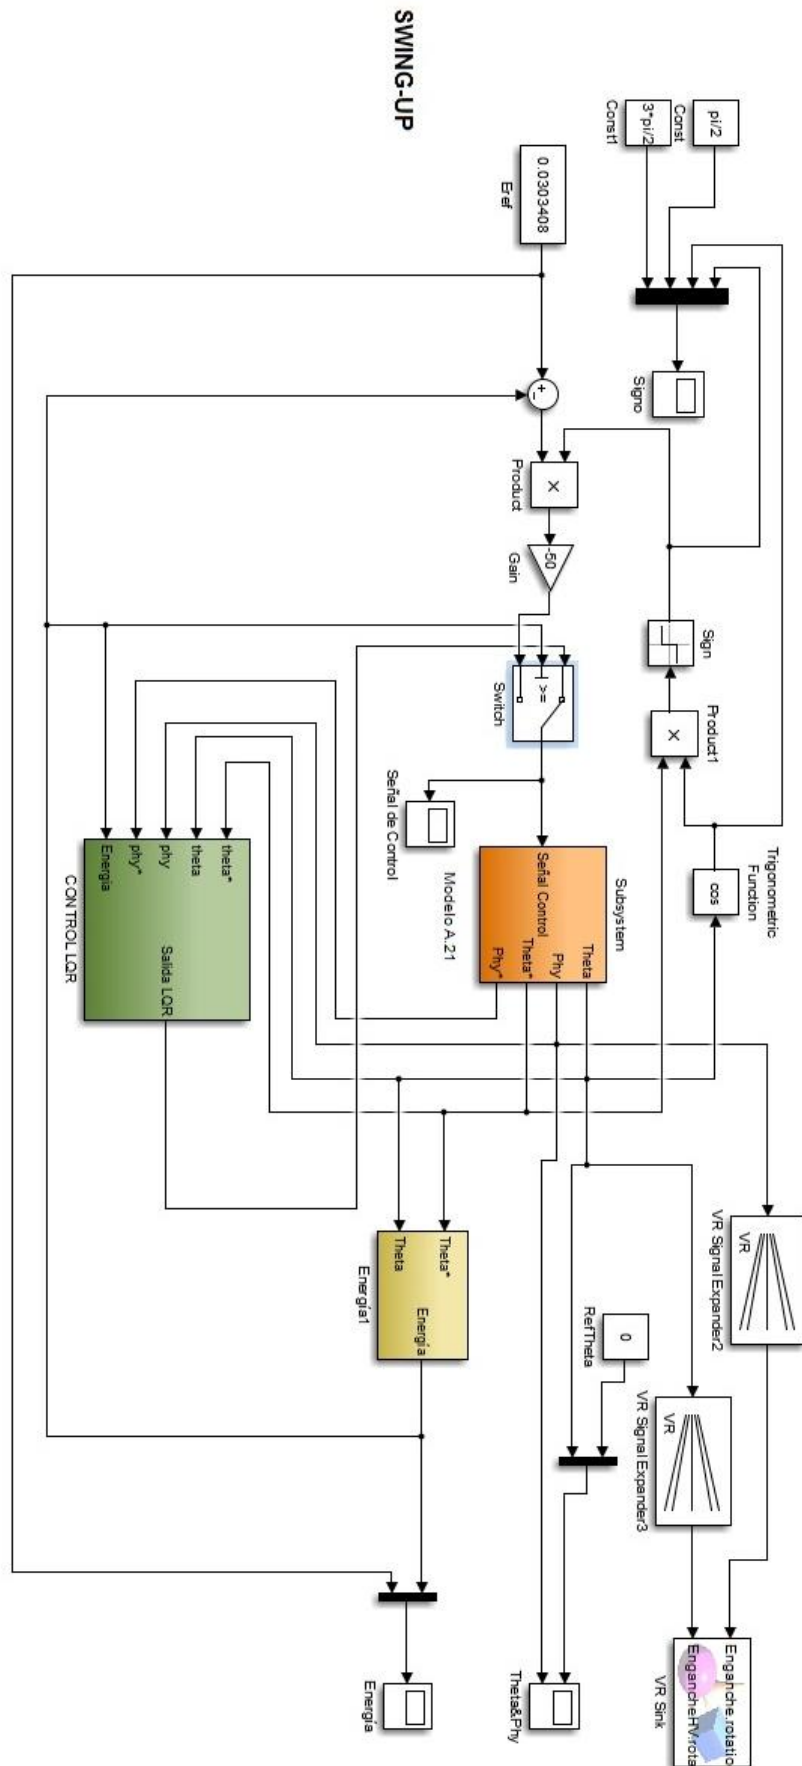 SWING-UP
pi/2
Const
3*pi/2
Const1
Signo
0.0303408
Eref
+
-
×
Product
-50
Gain
Sign
×
Product1
cos
Trigonometric
Function
>=
Switch
Señal de Control
Subsystem
Señal Control
Theta
Phy
Theta*
Phy*
Modelo A.21
theta*
theta
phy
phy*
Energia
Salida LQR
CONTROL LQR
Theta*
Theta
Energía
Energía1
VR
VR Signal Expander2
0
RefTheta
VR
VR Signal Expander3
Enganche.rotatio
EngancheHV.rota
VR Sink
Theta&Phy
Energía